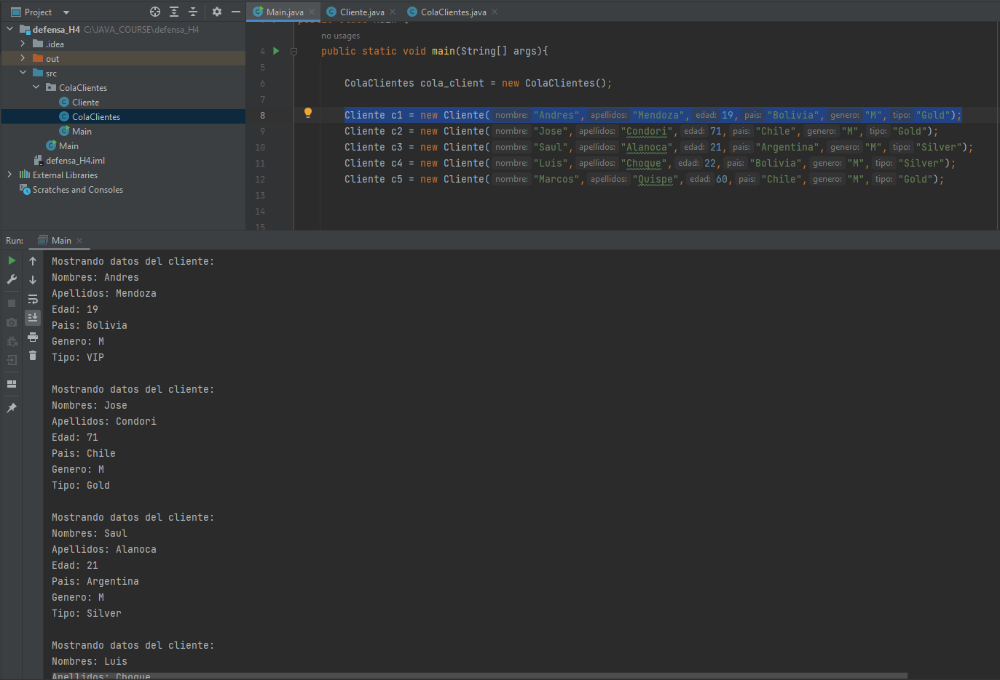 Project
Main.java
Cliente.java
ColaClientes.java
defensa_H4 C:\JAVA_COURSE\defensa_H4
.idea
out
src
ColaClientes
Cliente
ColaClientes
Main
Main
defensa_H4.iml
External Libraries
Scratches and Consoles
no usages
4 public static void main(String[] args){
5
6 ColaClientes cola_client = new ColaClientes();
7
8 Cliente c1 = new Cliente( nombre: "Andres", apellidos: "Mendoza", edad: 19, pais: "Bolivia", genero: "M", tipo: "Gold");
9 Cliente c2 = new Cliente( nombre: "Jose", apellidos: "Condori", edad: 71, pais: "Chile", genero: "M", tipo: "Gold");
10 Cliente c3 = new Cliente( nombre: "Saul", apellidos: "Alanoca", edad: 21, pais: "Argentina", genero: "M", tipo: "Silver");
11 Cliente c4 = new Cliente( nombre: "Luis", apellidos: "Choque", edad: 22, pais: "Bolivia", genero: "M", tipo: "Silver");
12 Cliente c5 = new Cliente( nombre: "Marcos", apellidos: "Quispe", edad: 60, pais: "Chile", genero: "M", tipo: "Gold");
13
14
15
Run: Main
Mostrando datos del cliente:
Nombres: Andres
Apellidos: Mendoza
Edad: 19
Pais: Bolivia
Genero: M
Tipo: VIP
Mostrando datos del cliente:
Nombres: Jose
Apellidos: Condori
Edad: 71
Pais: Chile
Genero: M
Tipo: Gold
Mostrando datos del cliente:
Nombres: Saul
Apellidos: Alanoca
Edad: 21
Pais: Argentina
Genero: M
Tipo: Silver
Mostrando datos del cliente:
Nombres: Luis
Apellidos: Choque